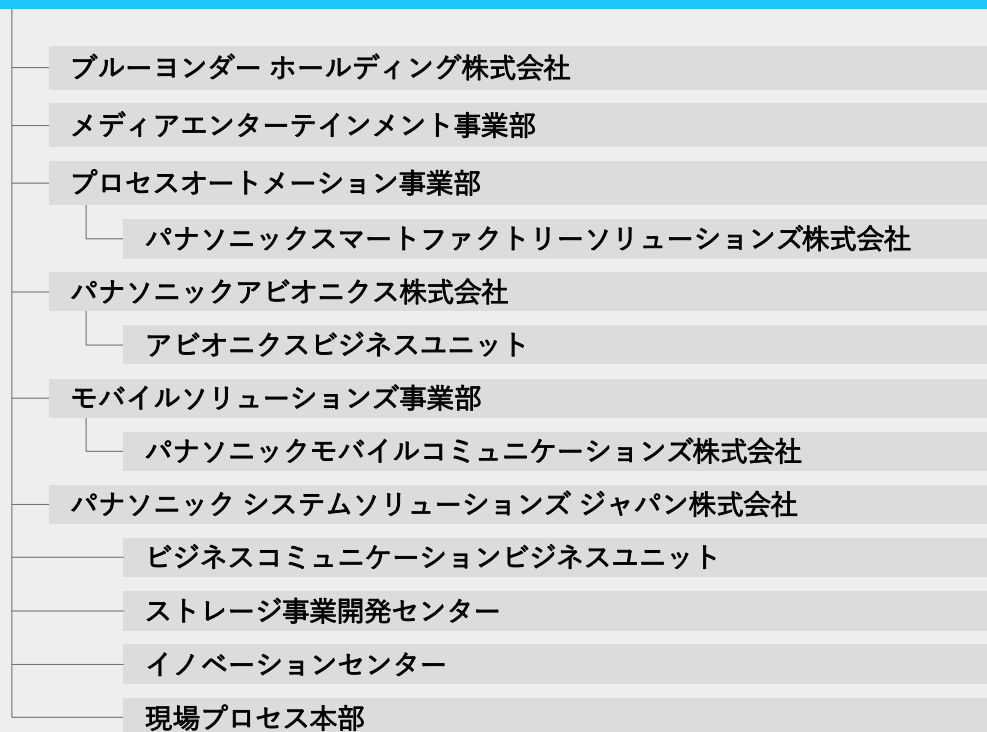 ブルーヨンダー ホールディング株式会社
メディアエンターテインメント事業部
プロセスオートメーション事業部
パナソニックスマートファクトリーソリューションズ株式会社
パナソニックアビオニクス株式会社
アビオニクスビジネスユニット
モバイルソリューションズ事業部
パナソニックモバイルコミュニケーションズ株式会社
パナソニック システムソリューションズ ジャパン株式会社
ビジネスコミュニケーションビジネスユニット
ストレージ事業開発センター
イノベーションセンター
現場プロセス本部